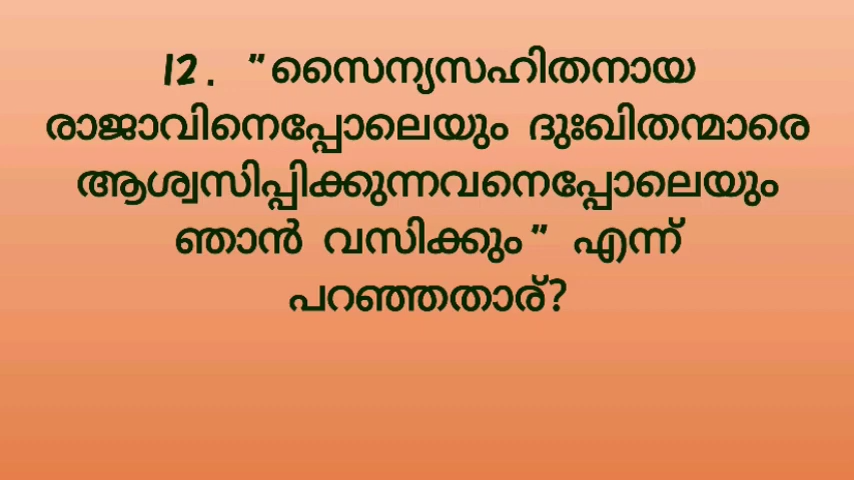 12. "സൈന്യസഹിതനായ
രാജാവിനെപ്പോലെയും ദുഃഖിതന്മാരെ
ആശ്വസിപ്പിക്കുന്നവനെപ്പോലെയും
ഞാൻ വസിക്കും" എന്ന്
പറഞ്ഞതാര്?